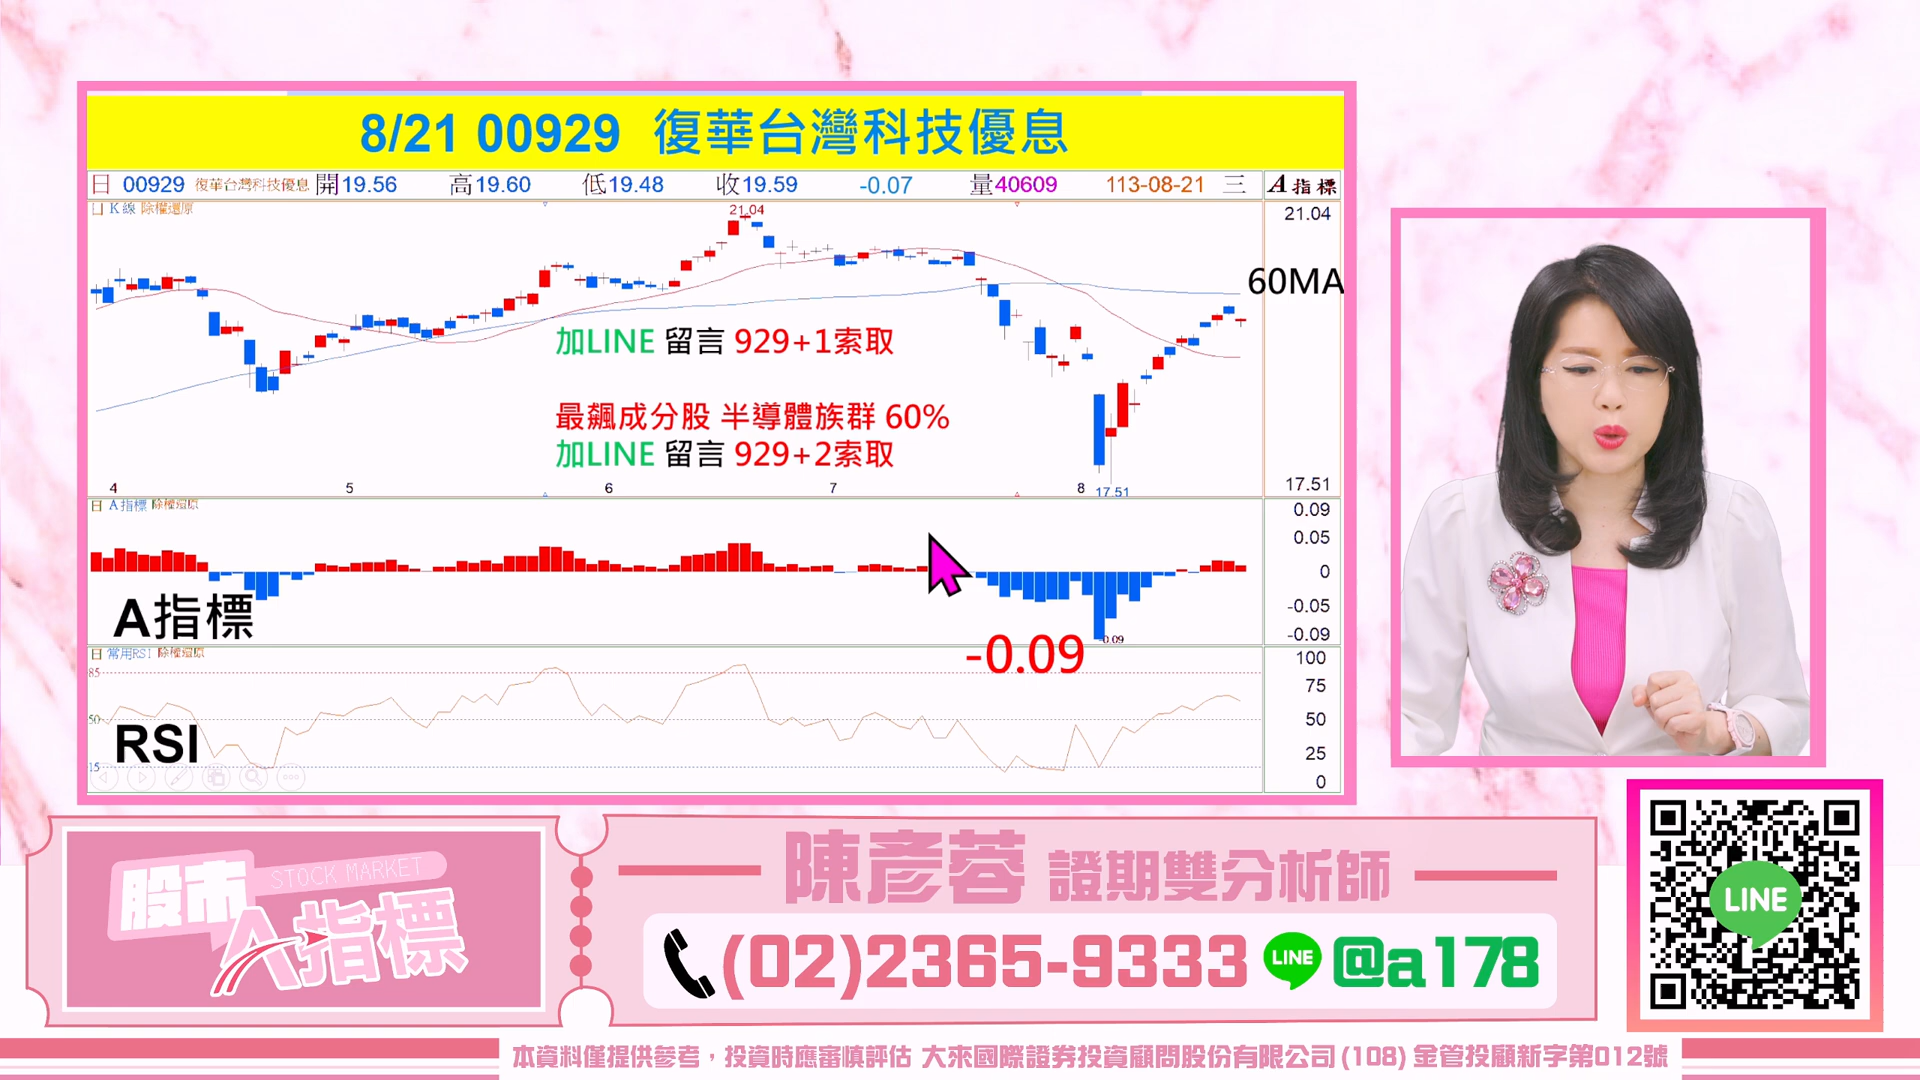 8/21 00929 復華台灣科技優息
日 00929 復華台灣科技優息 開19.56 高19.60 低19.48 收19.59 -0.07 量40609 113-08-21 三 A指標
日 K線 除權還原
21.04
21.04
60MA
加LINE 留言 929+1索取
最飆成分股 半導體族群 60%
加LINE 留言 929+2索取
4 5 6 7 8 17.51
17.51
日 A指標 除權還原
0.09
0.05
0
-0.05
-0.09
A指標
-0.09
-0.09
日 常用RSI 除權還原
85
50
15
RSI
100
75
50
25
0
股市 STOCK MARKET
A指標
陳彥蓉 證期雙分析師
(02)2365-9333 LINE @a178
LINE
本資料僅提供參考，投資時應審慎評估 大來國際證券投資顧問股份有限公司(108)金管投顧新字第012號